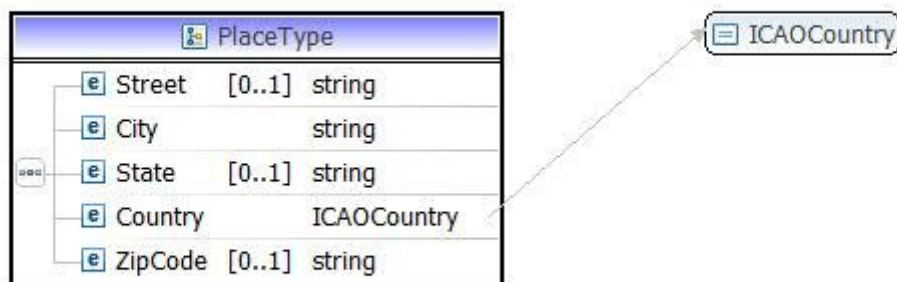 PlaceType
ICAOCountry
e Street [0..1] string
e City string
e State [0..1] string
e Country ICAOCountry
e ZipCode [0..1] string